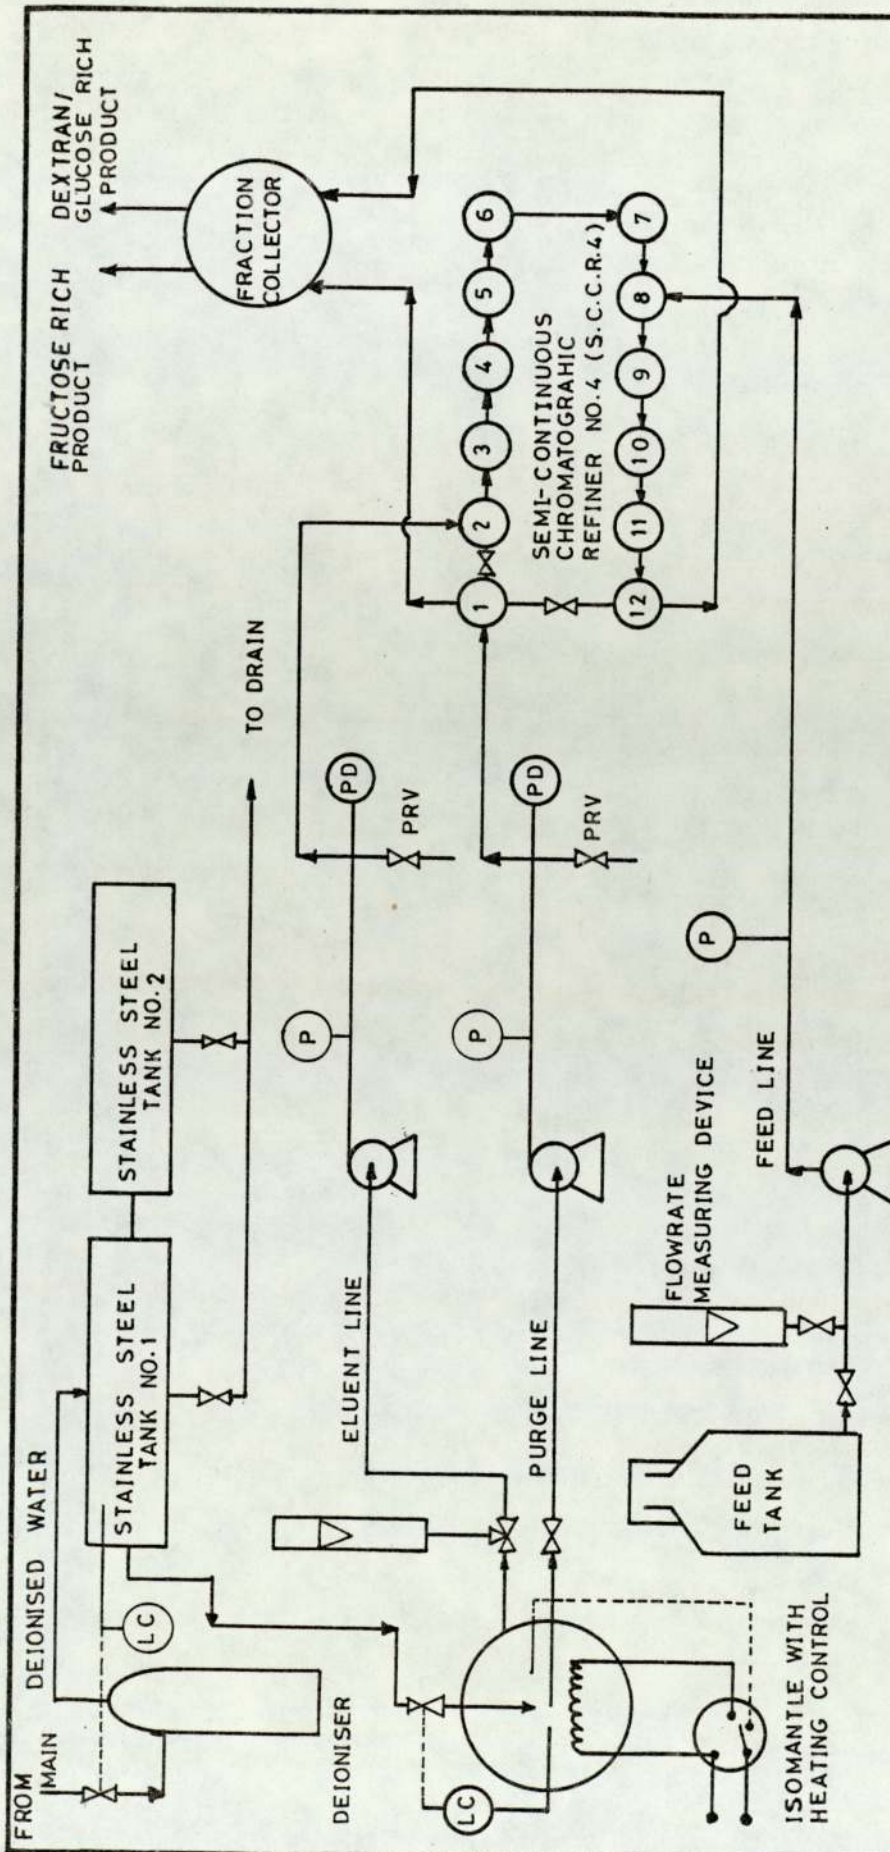 FROM
MAIN
DEIONISED WATER
LC
DEIONISER
STAINLESS STEEL
TANK NO.1
STAINLESS STEEL
TANK NO.2
TO DRAIN
FRUCTOSE RICH
PRODUCT
DEXTRAN/
GLUCOSE RICH
PRODUCT
FRACTION
COLLECTOR
ELUENT LINE
P
PD
PRV
PURGE LINE
P
PD
PRV
1
2
3
4
5
6
7
8
9
10
11
12
SEMI-CONTINUOUS
CHROMATOGRAHIC
REFINER NO.4 (S.C.C.R.4)
LC
ISOMANTLE WITH
HEATING CONTROL
FEED
TANK
FLOWRATE
MEASURING DEVICE
FEED LINE
P